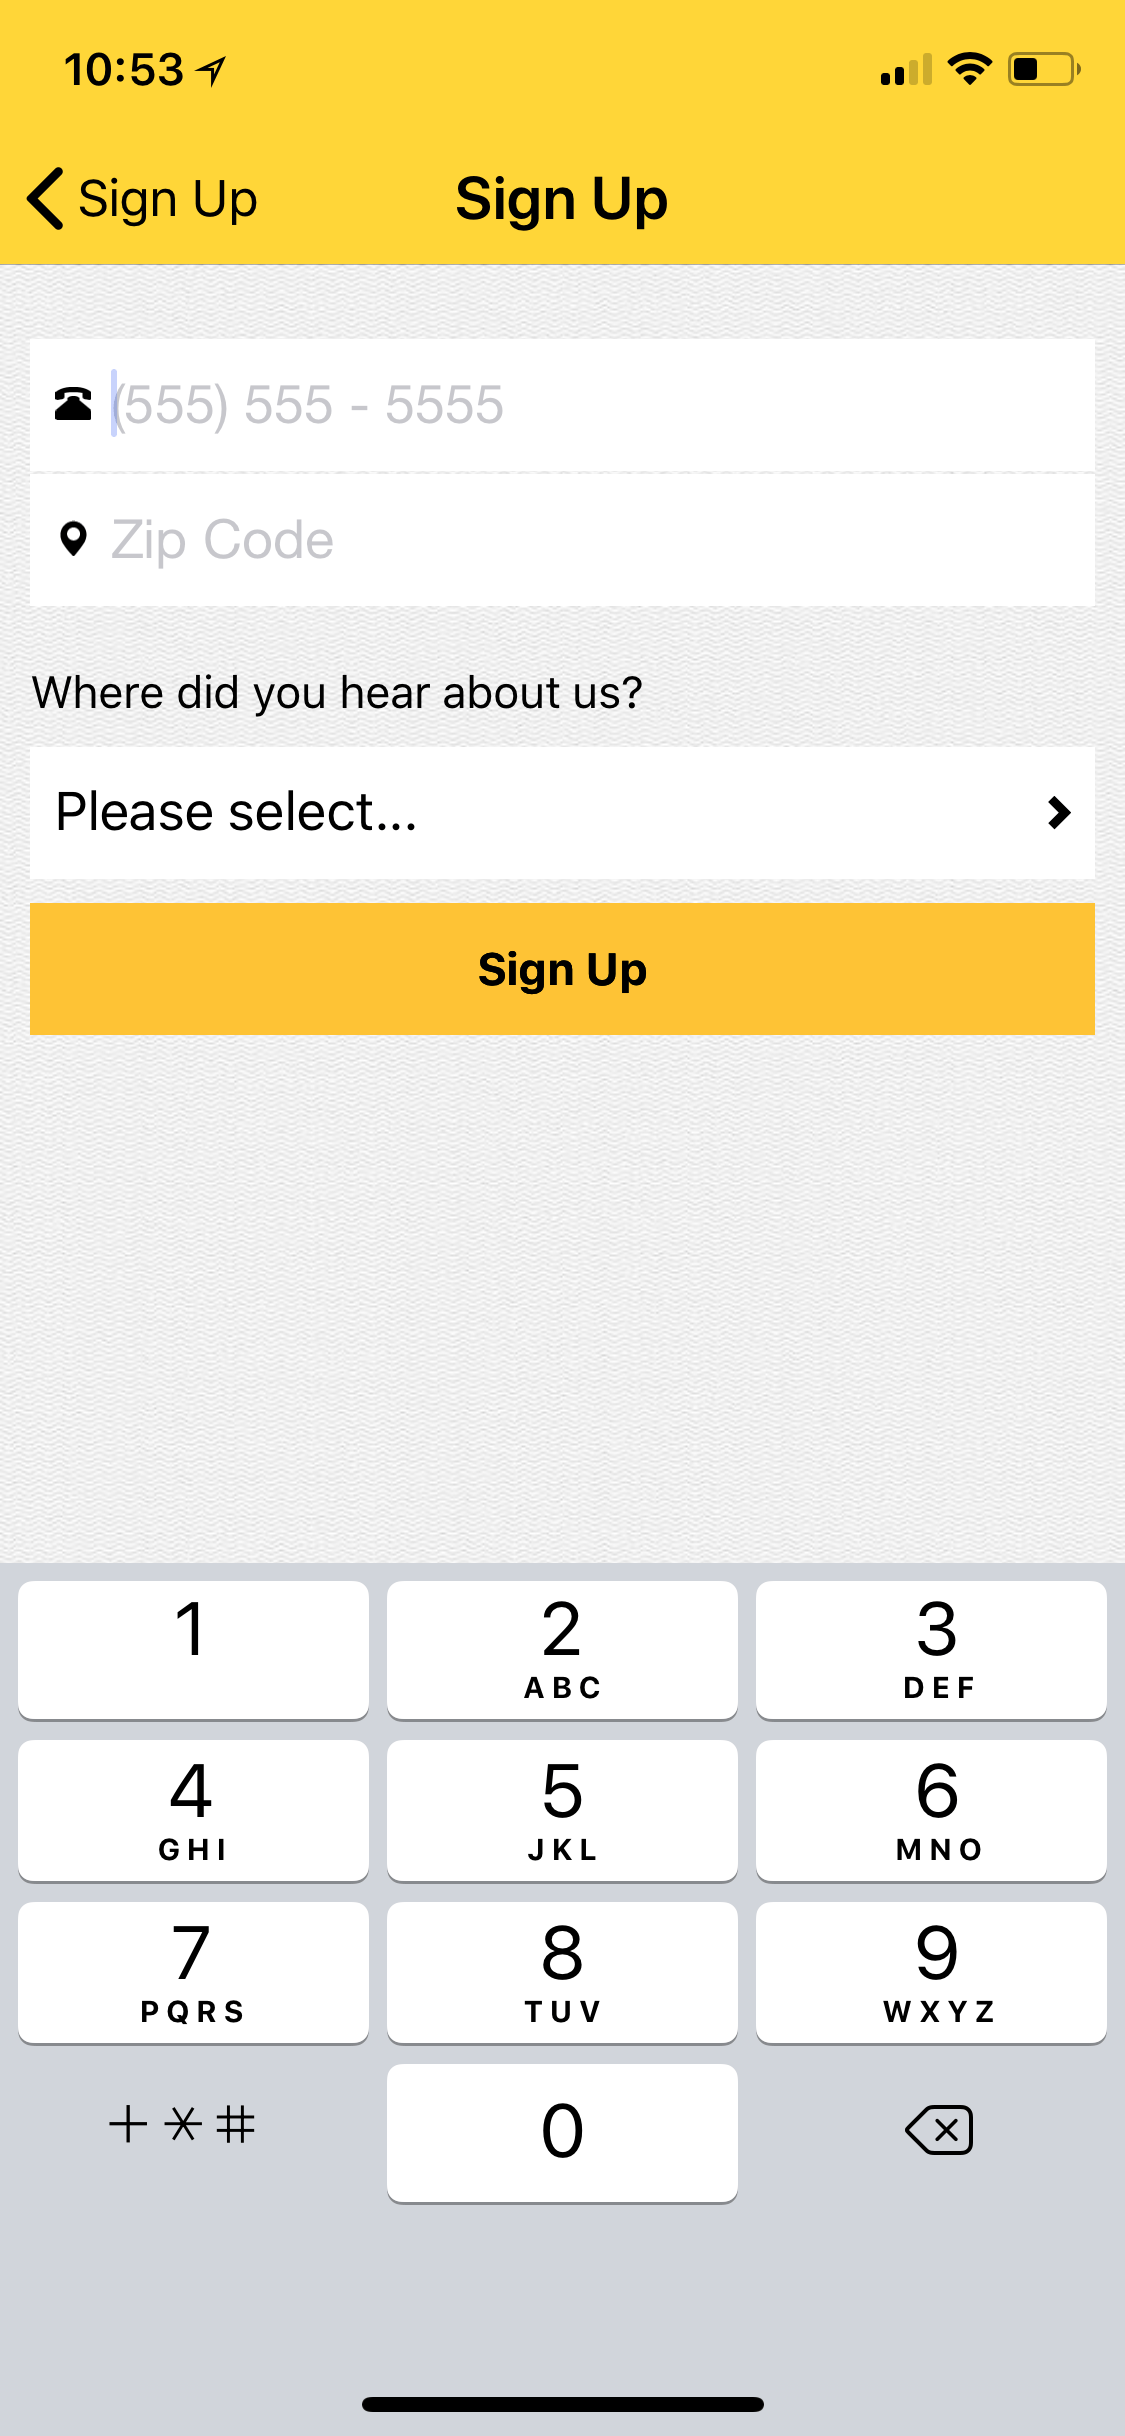 10:53
Sign Up
Sign Up
(555) 555 - 5555
Zip Code
Where did you hear about us?
Please select...
Sign Up
1
2
ABC
3
DEF
4
GHI
5
JKL
6
MNO
7
PQRS
8
TUV
9
WXYZ
+*#
0